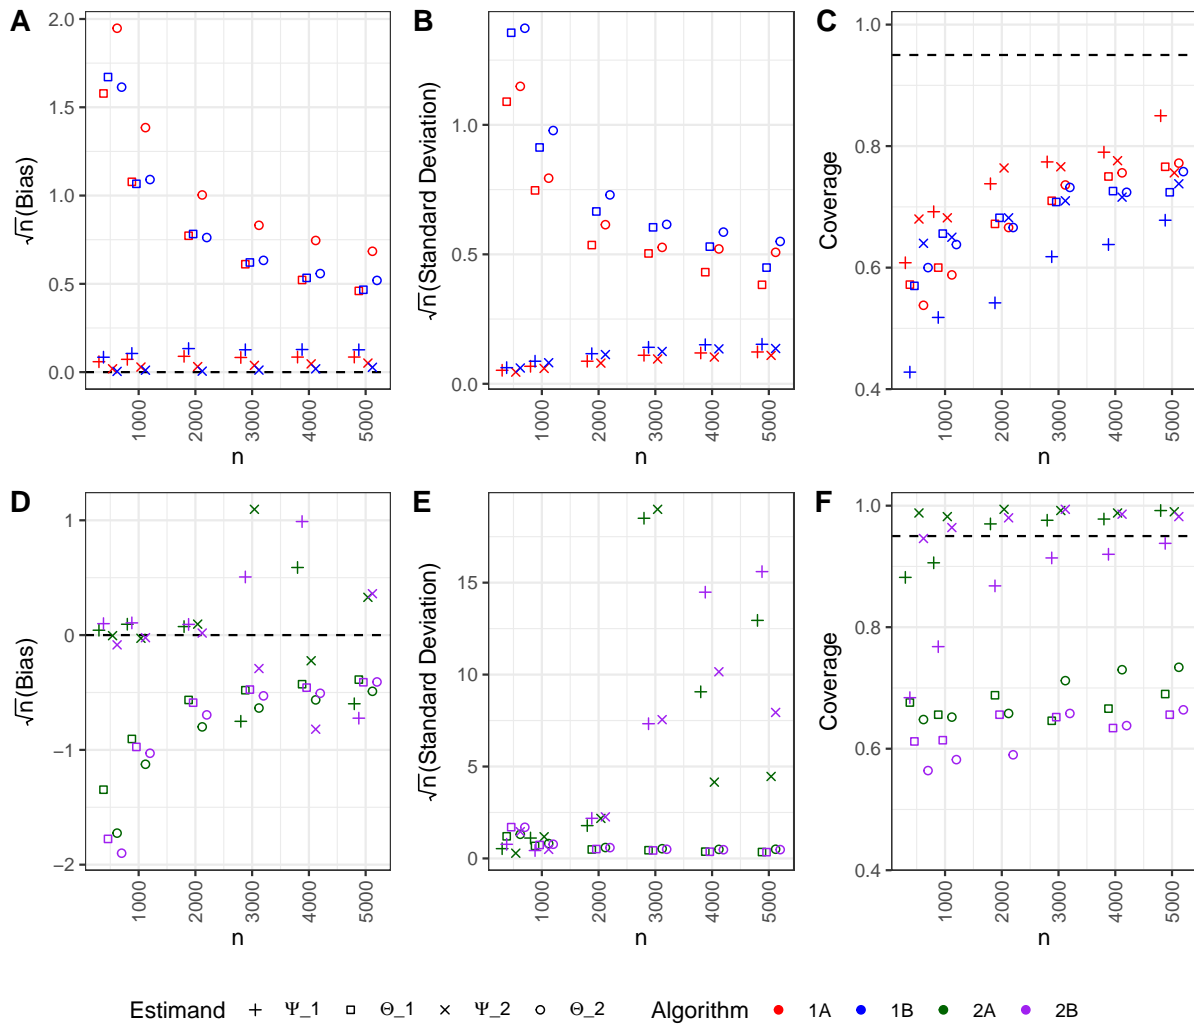 A
√n(Bias)
2.0
1.5
1.0
0.5
0.0
1000
2000
3000
4000
5000
n
B
√n(Standard Deviation)
1.0
0.5
0.0
1000
2000
3000
4000
5000
n
C
Coverage
1.0
0.8
0.6
0.4
1000
2000
3000
4000
5000
n
D
√n(Bias)
1
0
−1
−2
1000
2000
3000
4000
5000
n
E
√n(Standard Deviation)
15
10
5
0
1000
2000
3000
4000
5000
n
F
Coverage
1.0
0.8
0.6
0.4
1000
2000
3000
4000
5000
n
Estimand Ψ_1 Θ_1 Ψ_2 Θ_2 Algorithm 1A 1B 2A 2B